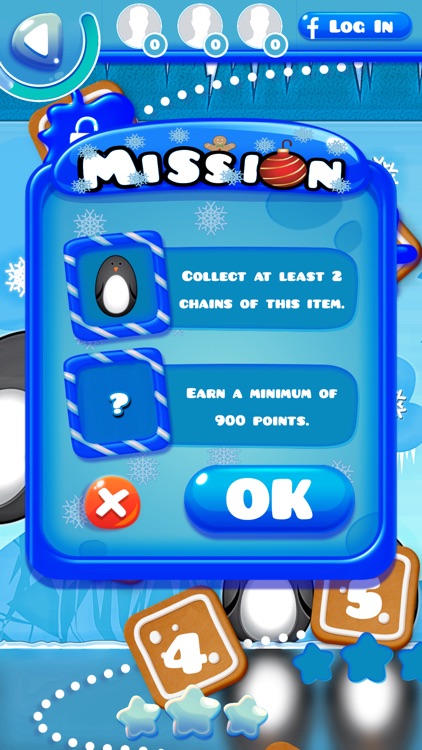 0 0 0
f Log In
Mission
Collect at least 2
chains of this item.
?
Earn a minimum of
900 points.
OK
5
4